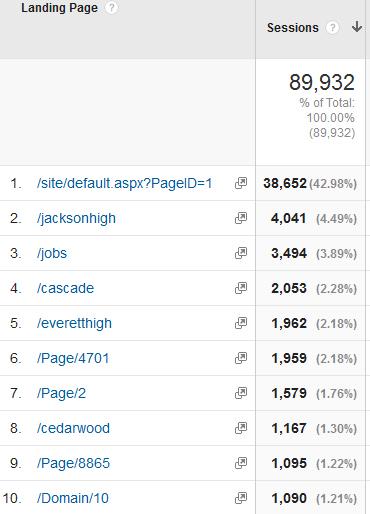 Landing Page ?
Sessions ?
89,932
% of Total:
100.00%
(89,932)
1. /site/default.aspx?PageID=1 38,652 (42.98%)
2. /jacksonhigh 4,041 (4.49%)
3. /jobs 3,494 (3.89%)
4. /cascade 2,053 (2.28%)
5. /everetthigh 1,962 (2.18%)
6. /Page/4701 1,959 (2.18%)
7. /Page/2 1,579 (1.76%)
8. /cedarwood 1,167 (1.30%)
9. /Page/8865 1,095 (1.22%)
10. /Domain/10 1,090 (1.21%)